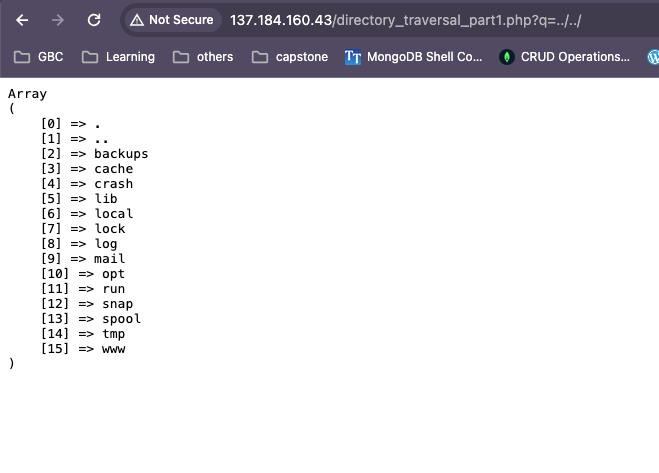 Not Secure 137.184.160.43/directory_traversal_part1.php?q=../../
GBC Learning others capstone TT MongoDB Shell Co... CRUD Operations...
Array
(
[0] => .
[1] => ..
[2] => backups
[3] => cache
[4] => crash
[5] => lib
[6] => local
[7] => lock
[8] => log
[9] => mail
[10] => opt
[11] => run
[12] => snap
[13] => spool
[14] => tmp
[15] => www
)